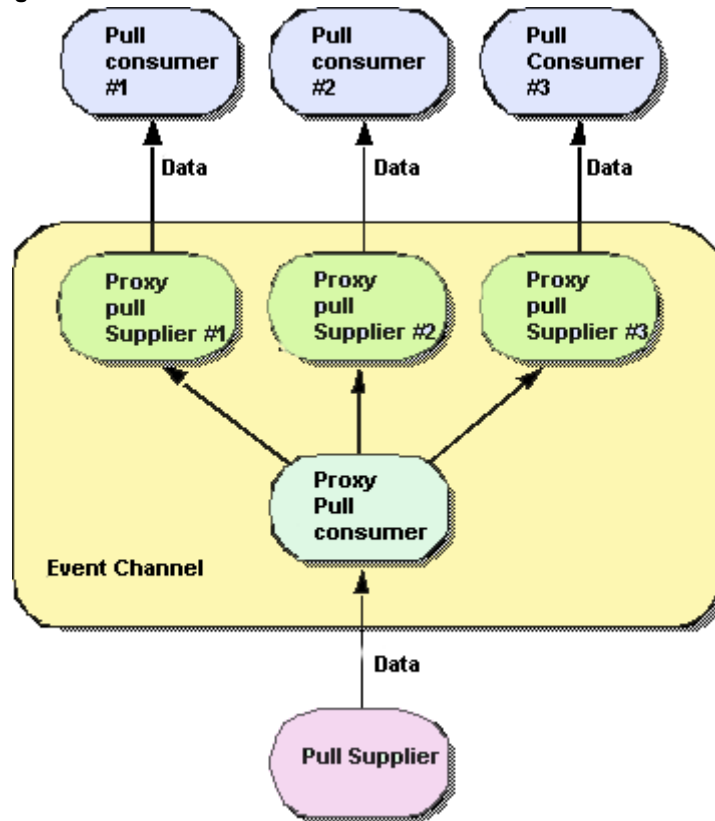 Pull
consumer
#1
Pull
consumer
#2
Pull
Consumer
#3
Data
Data
Data
Proxy
pull
Supplier #1
Proxy
pull
Supplier #2
Proxy
pull
Supplier #3
Proxy
Pull
consumer
Event Channel
Data
Pull Supplier